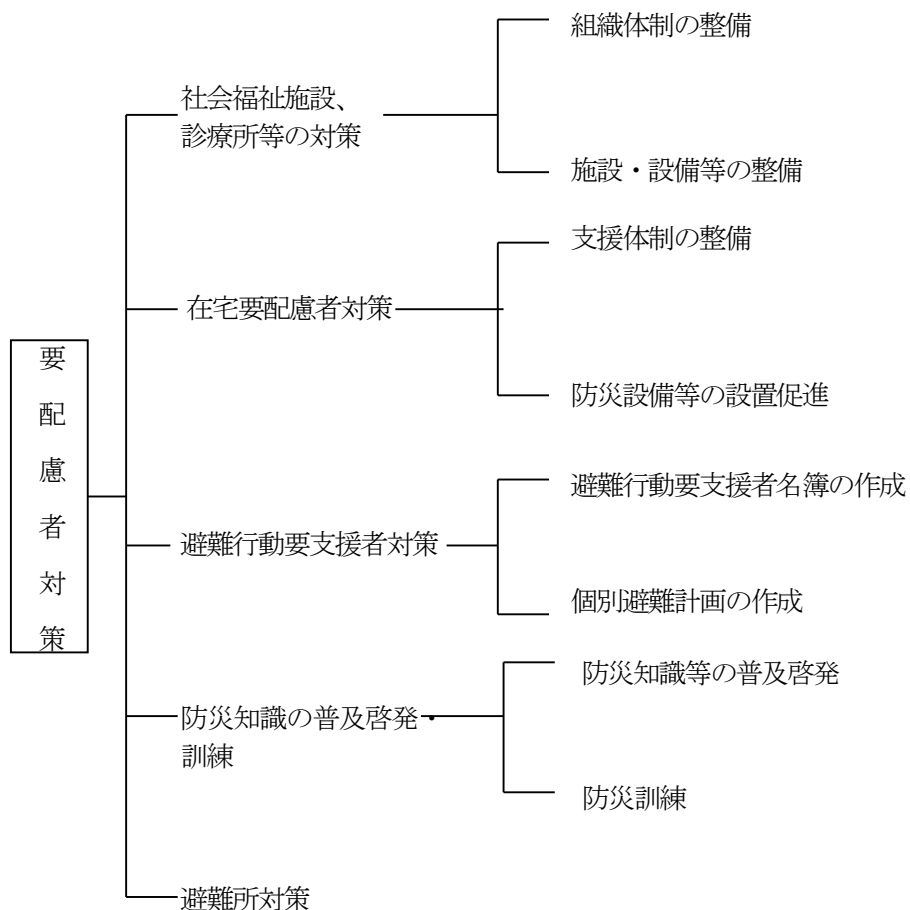 要配慮者対策
社会福祉施設、
診療所等の対策
組織体制の整備
施設・設備等の整備
在宅要配慮者対策
支援体制の整備
防災設備等の設置促進
避難行動要支援者対策
避難行動要支援者名簿の作成
個別避難計画の作成
防災知識の普及啓発・
訓練
防災知識等の普及啓発
防災訓練
避難所対策